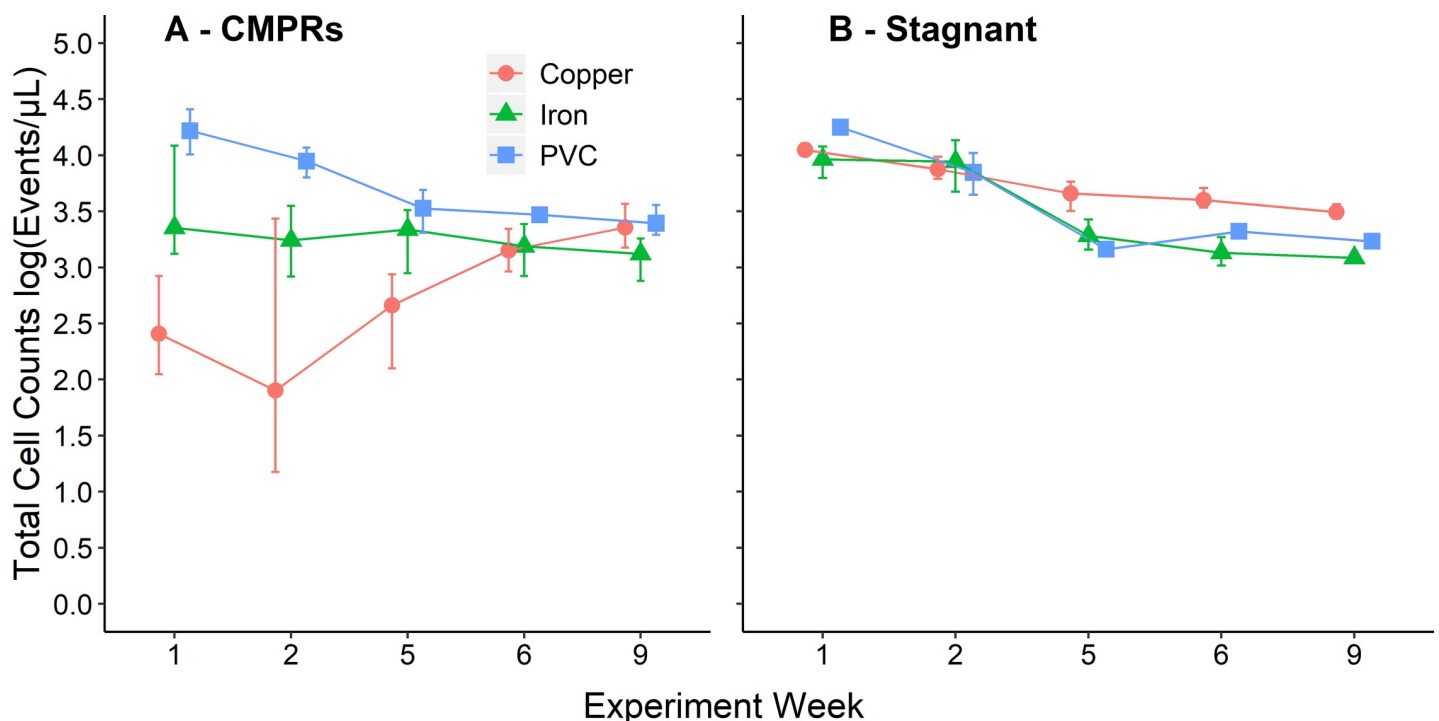 A - CMPRs
B - Stagnant
Copper
Iron
PVC
Total Cell Counts log(Events/µL)
5.0
4.5
4.0
3.5
3.0
2.5
2.0
1.5
1.0
0.5
0.0
1 2 5 6 9
1 2 5 6 9
Experiment Week